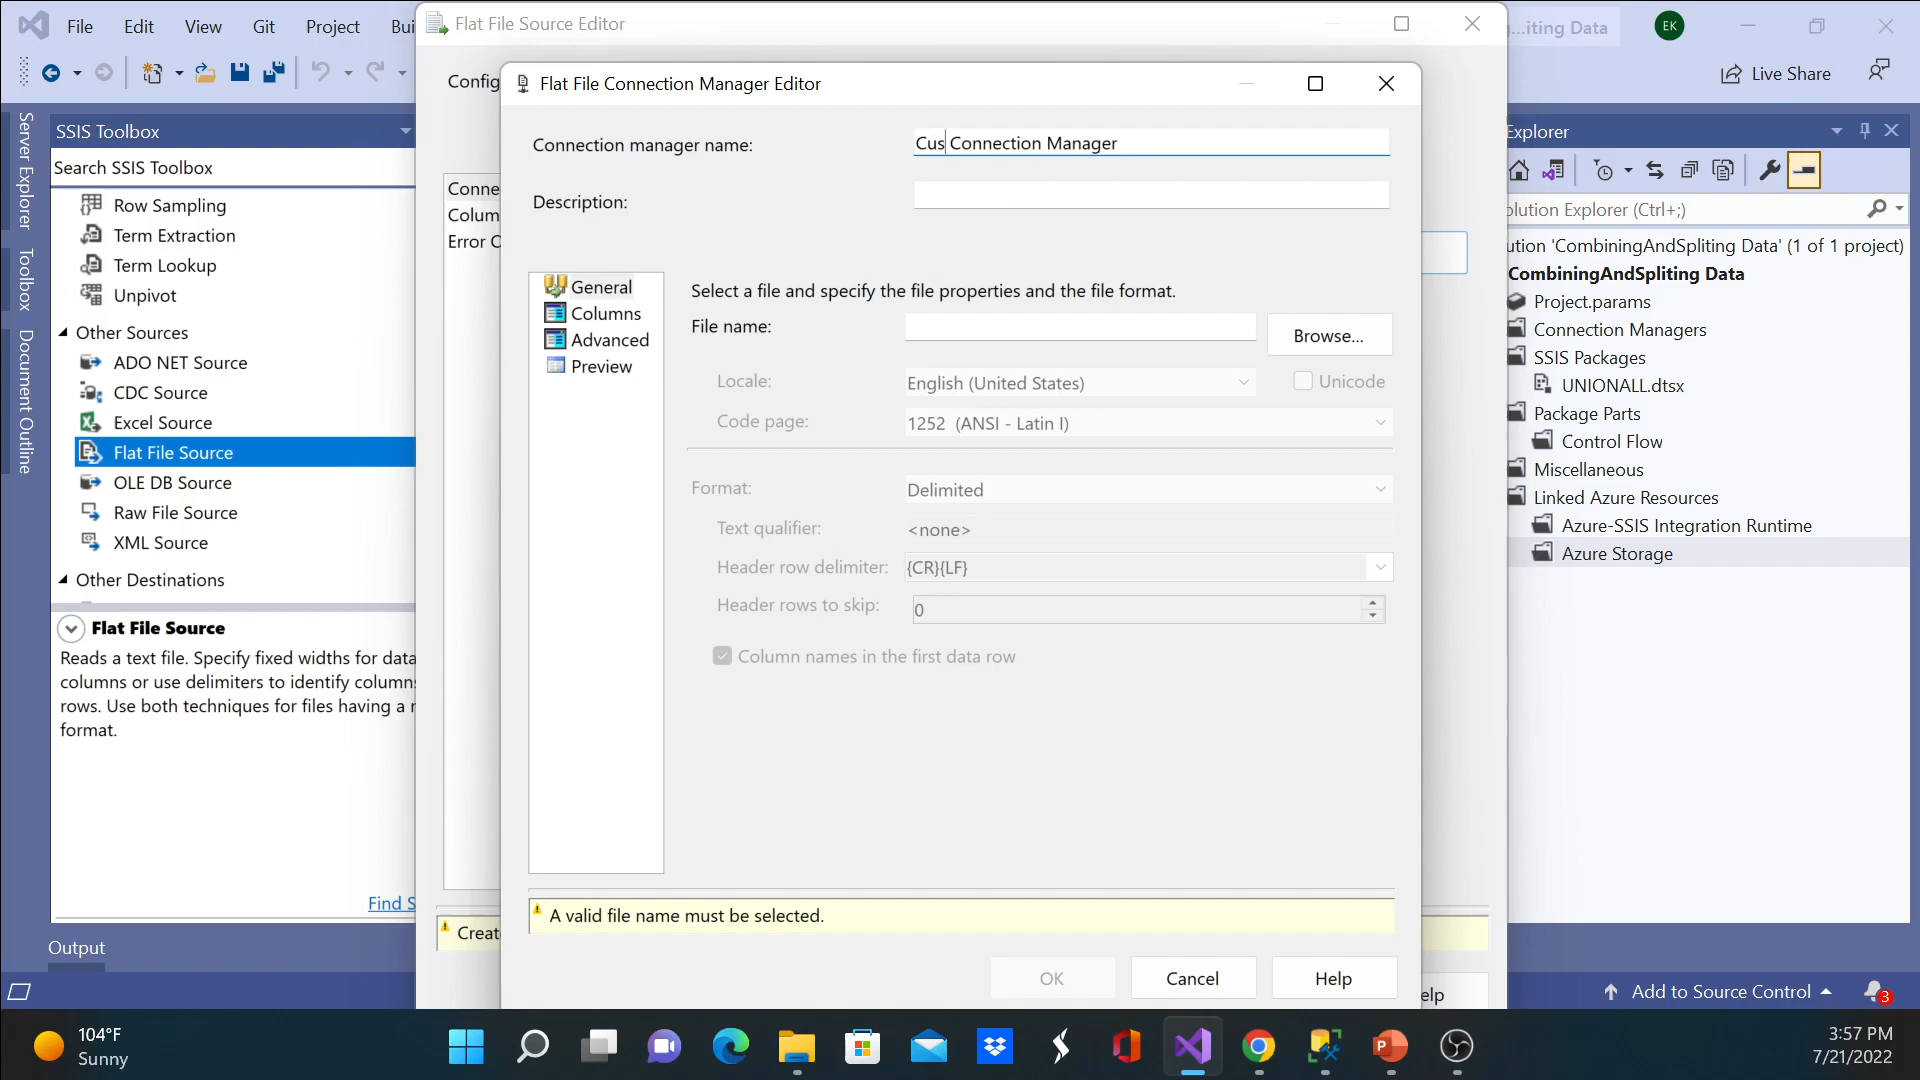 File Edit View Git Project
Flat File Source Editor
...iting Data
EK
Live Share
Server Explorer
Toolbox
Document Outline
SSIS Toolbox
Search SSIS Toolbox
Row Sampling
Term Extraction
Term Lookup
Unpivot
Other Sources
ADO NET Source
CDC Source
Excel Source
Flat File Source
OLE DB Source
Raw File Source
XML Source
Other Destinations
Flat File Source
Reads a text file. Specify fixed widths for data
columns or use delimiters to identify columns
rows. Use both techniques for files having a
format.
Find S
Output
Config
Conne
Colum
Error C
Creat
elp
Flat File Connection Manager Editor
Connection manager name:
Cus Connection Manager
Description:
General
Columns
Advanced
Preview
Select a file and specify the file properties and the file format.
File name:
Browse...
Locale:
English (United States)
Unicode
Code page:
1252 (ANSI - Latin I)
Format:
Delimited
Text qualifier:
<none>
Header row delimiter:
{CR}{LF}
Header rows to skip:
0
Column names in the first data row
A valid file name must be selected.
OK
Cancel
Help
Explorer
olution Explorer (Ctrl+;)
ution 'CombiningAndSpliting Data' (1 of 1 project)
CombiningAndSpliting Data
Project.params
Connection Managers
SSIS Packages
UNIONALL.dtsx
Package Parts
Control Flow
Miscellaneous
Linked Azure Resources
Azure-SSIS Integration Runtime
Azure Storage
Add to Source Control
3
104°F
Sunny
3:57 PM
7/21/2022